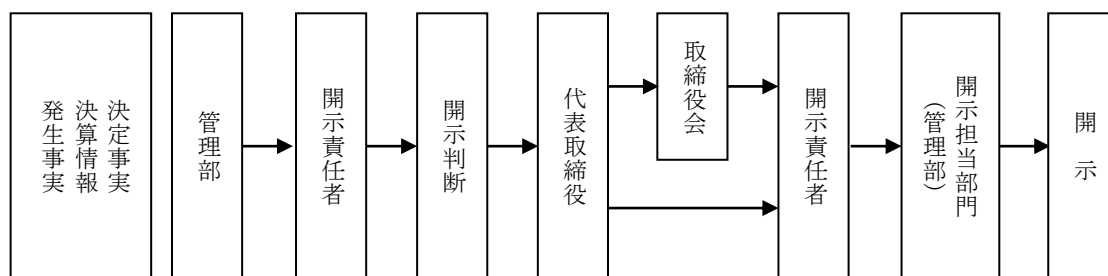 決定事実
決算情報
発生事実
管理部
開示責任者
開示判断
代表取締役
取締役会
開示責任者
開示担当部門
（管理部）
開示